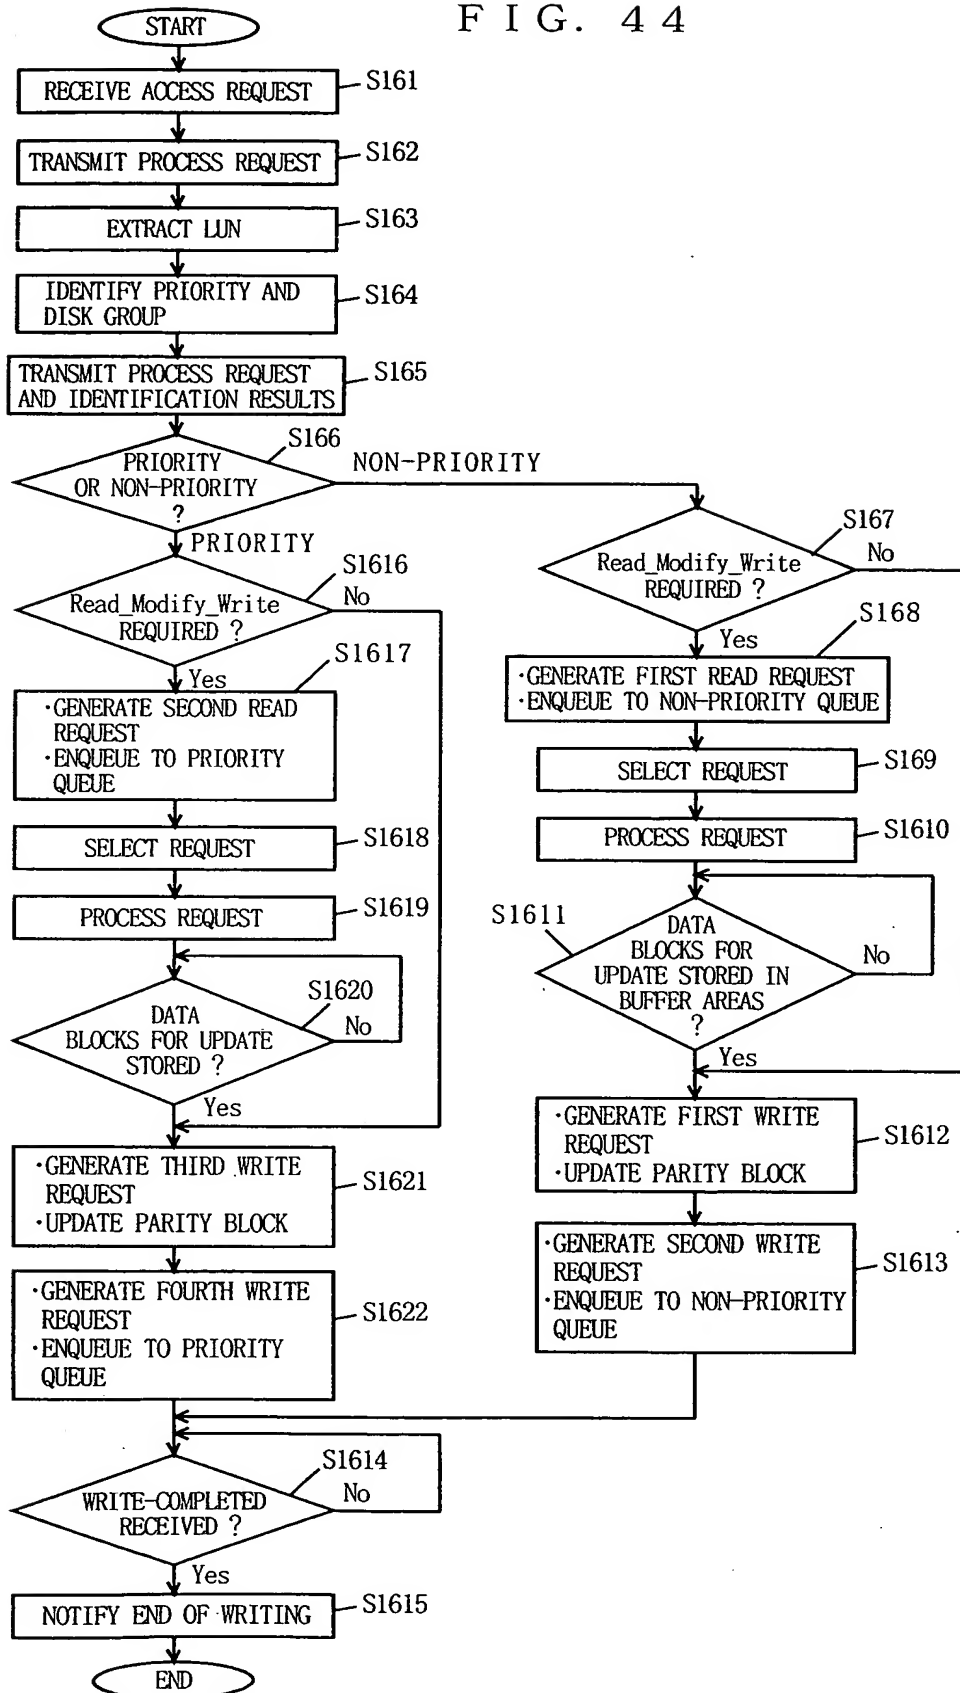 FIG. 44
START
RECEIVE ACCESS REQUEST
S161
TRANSMIT PROCESS REQUEST
S162
EXTRACT LUN
S163
IDENTIFY PRIORITY AND
DISK GROUP
S164
TRANSMIT PROCESS REQUEST
AND IDENTIFICATION RESULTS
S165
PRIORITY
OR NON-PRIORITY
?
S166
NON-PRIORITY
PRIORITY
Read_Modify_Write
REQUIRED ?
S1616
No
Yes
·GENERATE SECOND READ
REQUEST
·ENQUEUE TO PRIORITY
QUEUE
S1617
SELECT REQUEST
S1618
PROCESS REQUEST
S1619
DATA
BLOCKS FOR UPDATE
STORED ?
S1620
No
Yes
·GENERATE THIRD WRITE
REQUEST
·UPDATE PARITY BLOCK
S1621
·GENERATE FOURTH WRITE
REQUEST
·ENQUEUE TO PRIORITY
QUEUE
S1622
Read_Modify_Write
REQUIRED ?
S167
No
Yes
·GENERATE FIRST READ REQUEST
·ENQUEUE TO NON-PRIORITY QUEUE
S168
SELECT REQUEST
S169
PROCESS REQUEST
S1610
DATA
BLOCKS FOR
UPDATE STORED IN
BUFFER AREAS
?
S1611
No
Yes
·GENERATE FIRST WRITE
REQUEST
·UPDATE PARITY BLOCK
S1612
·GENERATE SECOND WRITE
REQUEST
·ENQUEUE TO NON-PRIORITY
QUEUE
S1613
WRITE-COMPLETED
RECEIVED ?
S1614
No
Yes
NOTIFY END OF WRITING
S1615
END